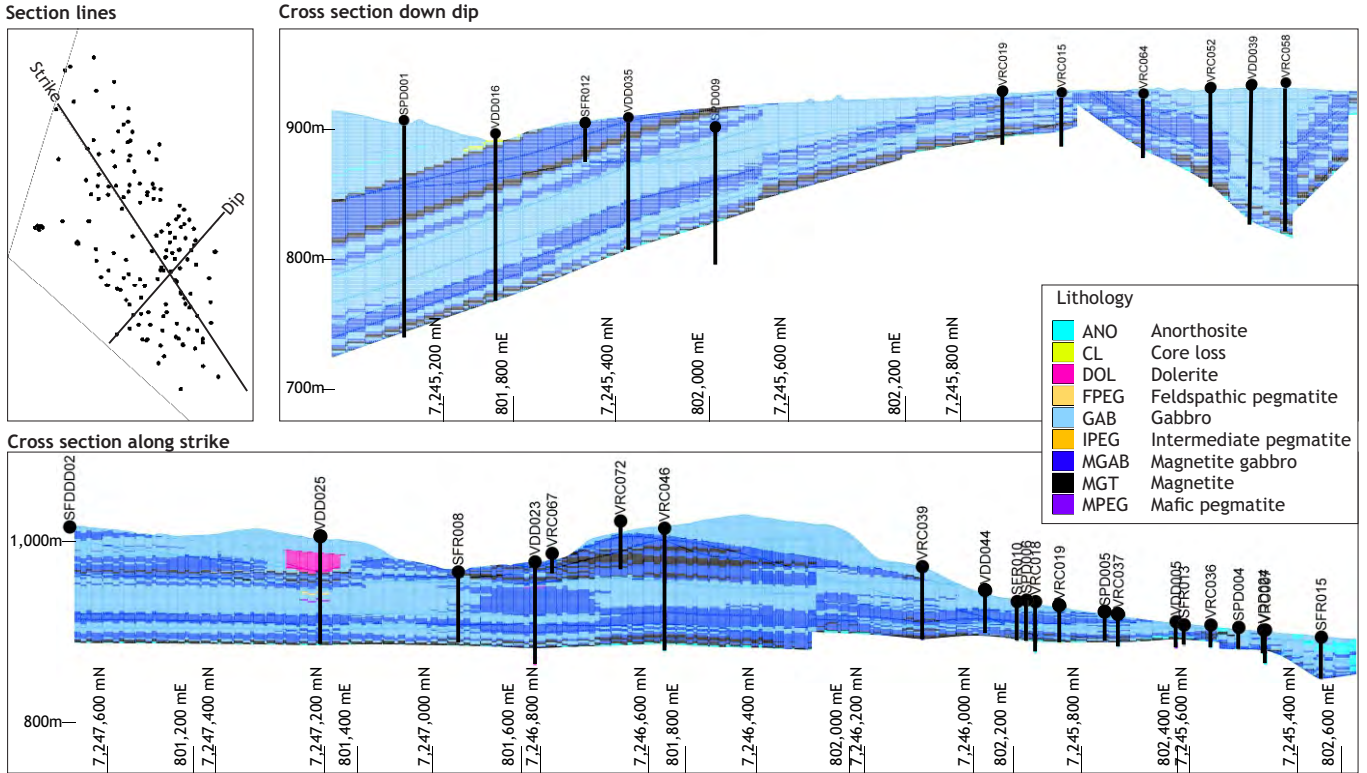 Section lines
Strike
Dip
Cross section down dip
SPD001
VDD016
SFR012
VDD035
SPD009
VRC019
VRC015
VRC064
VRC052
VDD039
VRC058
900m
800m
700m
7,245,200 mN
801,800 mE
7,245,400 mN
802,000 mE
7,245,600 mN
802,200 mE
7,245,800 mN
Lithology
ANO Anorthosite
CL Core loss
DOL Dolerite
FPEG Feldspathic pegmatite
GAB Gabbro
IPEG Intermediate pegmatite
MGAB Magnetite gabbro
MGT Magnetite
MPEG Mafic pegmatite
Cross section along strike
SFDDD02
VDD025
SFR008
VDD023
VRC067
VRC072
VRC046
VRC039
VDD044
SFR010
SPD006
VRC018
VRC019
SPD005
VRC037
VDD005
SFR013
VRC036
SPD004
SFR015
1,000m
800m
7,247,600 mN
801,200 mE
7,247,400 mN
7,247,200 mN
801,400 mE
7,247,000 mN
801,600 mE
7,246,800 mN
7,246,600 mN
801,800 mE
7,246,400 mN
802,000 mE
7,246,200 mN
7,246,000 mN
802,200 mE
7,245,800 mN
802,400 mE
7,245,600 mN
7,245,400 mN
802,600 mE